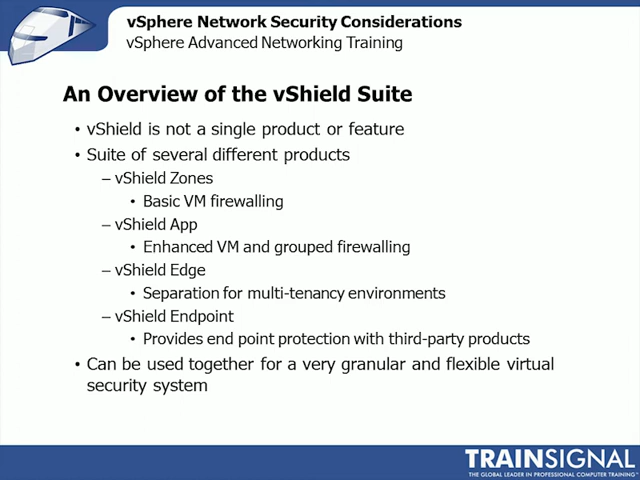 vSphere Network Security Considerations
vSphere Advanced Networking Training
An Overview of the vShield Suite
• vShield is not a single product or feature
• Suite of several different products
– vShield Zones
• Basic VM firewalling
– vShield App
• Enhanced VM and grouped firewalling
– vShield Edge
• Separation for multi-tenancy environments
– vShield Endpoint
• Provides end point protection with third-party products
• Can be used together for a very granular and flexible virtual
security system
TRAINSIGNAL
THE GLOBAL LEADER IN PROFESSIONAL COMPUTER TRAINING™